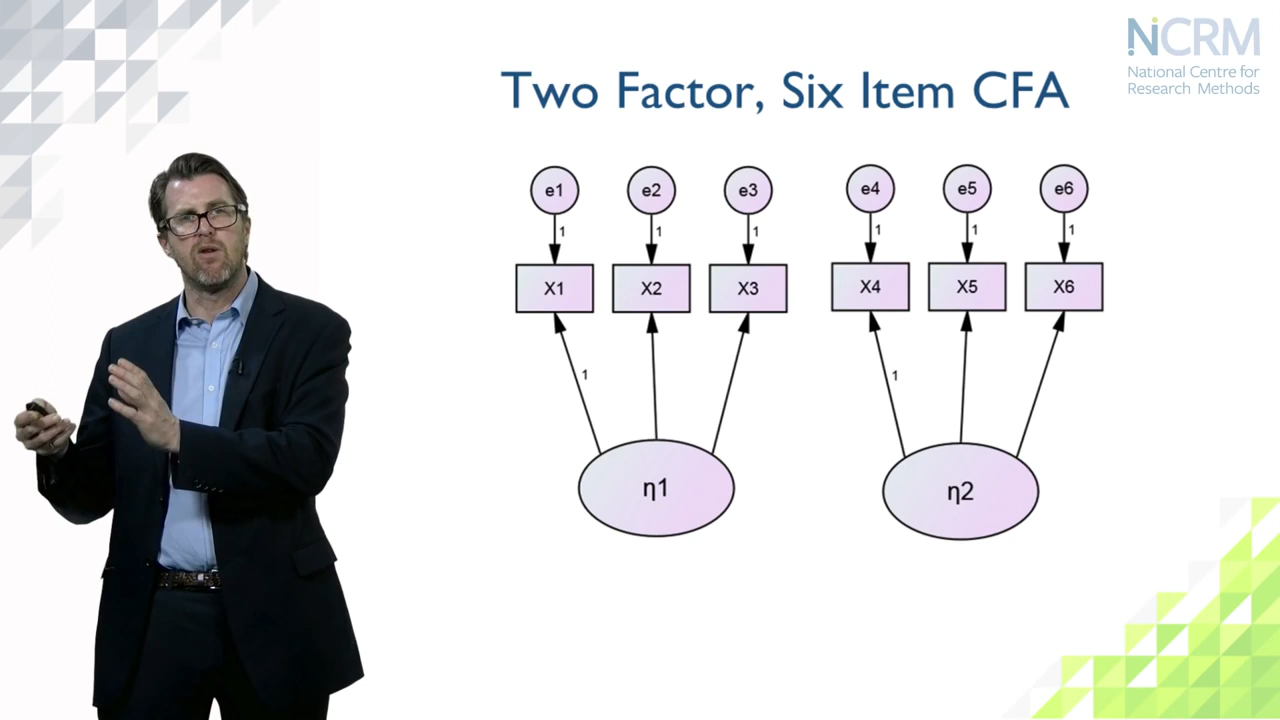 NCRM
National Centre for
Research Methods
Two Factor, Six Item CFA
e1 e2 e3 e4 e5 e6
1 1 1 1 1 1
X1 X2 X3 X4 X5 X6
1 1
η1 η2